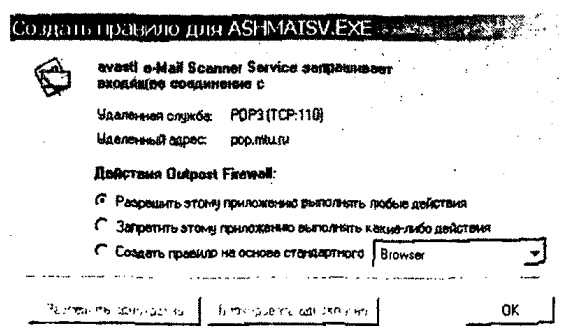 Создать правило для ASHMAISV.EXE
avast! e-Mail Scanner Service запрашивает
входящее соединение с
Удаленная служба: POP3 (TCP:110)
Удаленный адрес: pop.mtu.ru
Действия Outpost Firewall:
Разрешить этому приложению выполнять любые действия
Запретить этому приложению выполнять какие-либо действия
Создать правило на основе стандартного Browser
OK